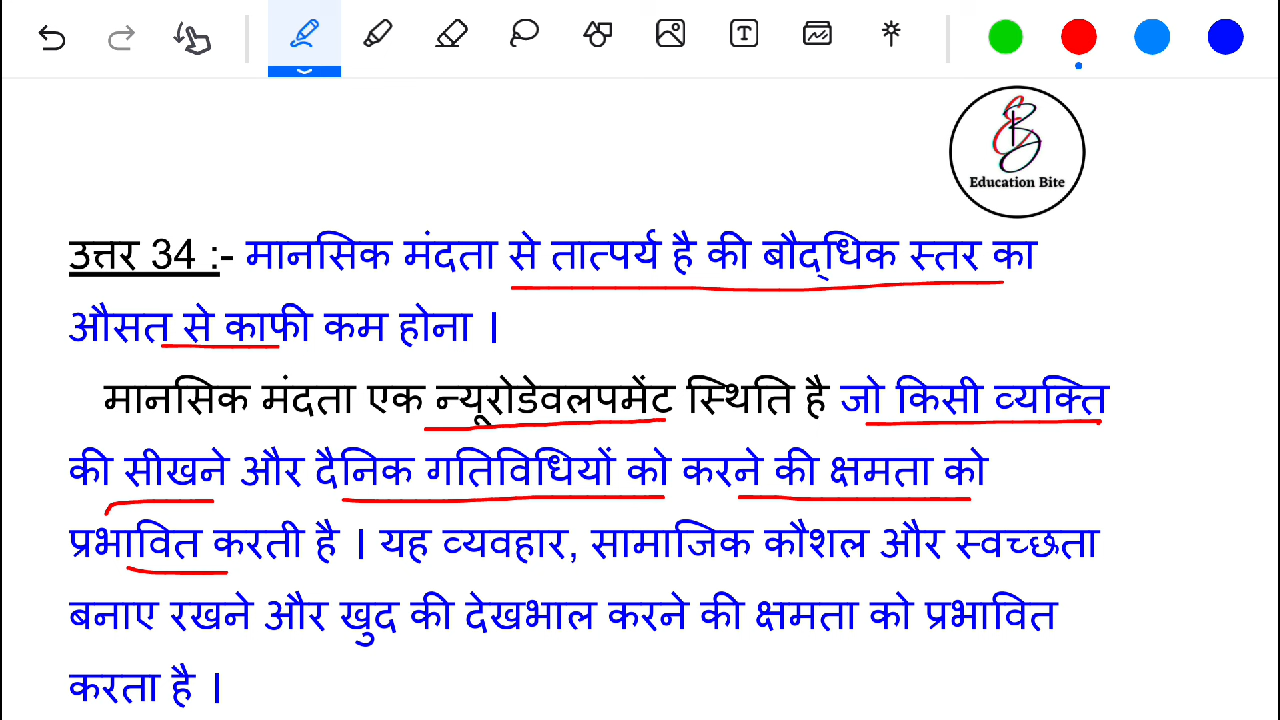 Education Bite
उत्तर 34 :- मानसिक मंदता से तात्पर्य है की बौद्धिक स्तर का
औसत से काफी कम होना ।
मानसिक मंदता एक न्यूरोडेवलपमेंट स्थिति है जो किसी व्यक्ति
की सीखने और दैनिक गतिविधियों को करने की क्षमता को
प्रभावित करती है । यह व्यवहार, सामाजिक कौशल और स्वच्छता
बनाए रखने और खुद की देखभाल करने की क्षमता को प्रभावित
करता है ।